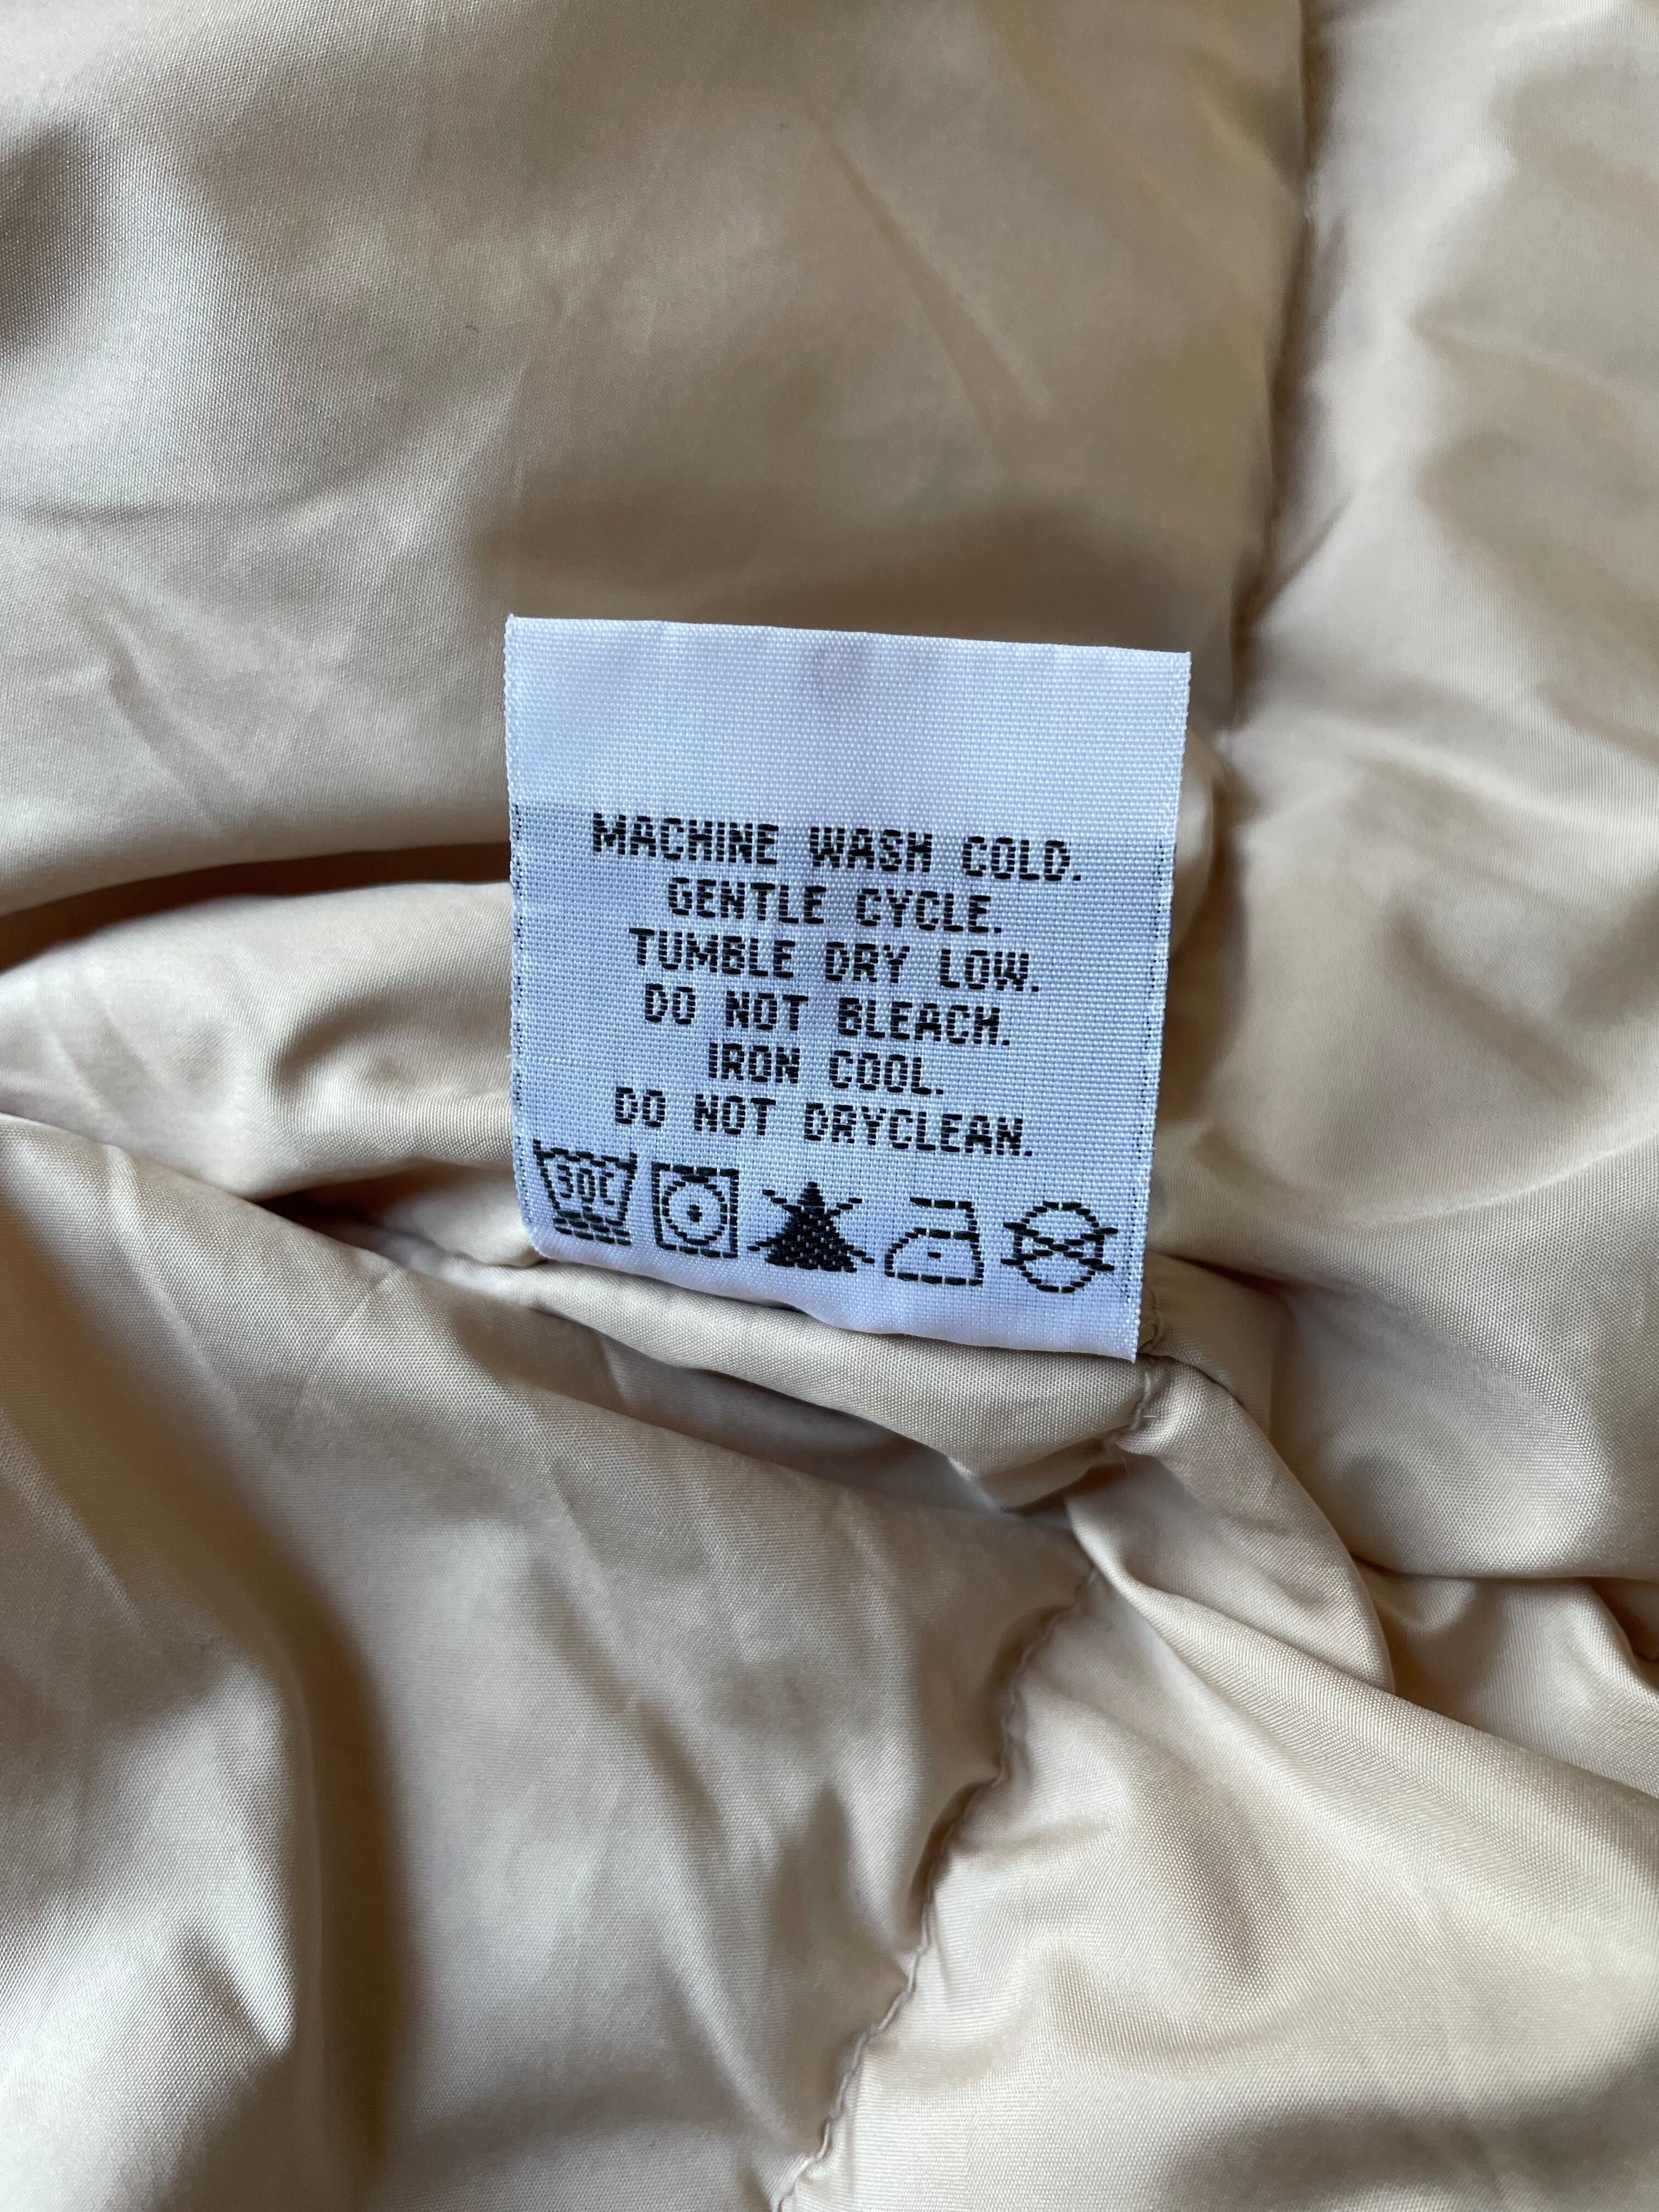 MACHINE WASH COLD.
GENTLE CYCLE.
TUMBLE DRY LOW.
DO NOT BLEACH.
IRON COOL.
DO NOT DRYCLEAN.
30C